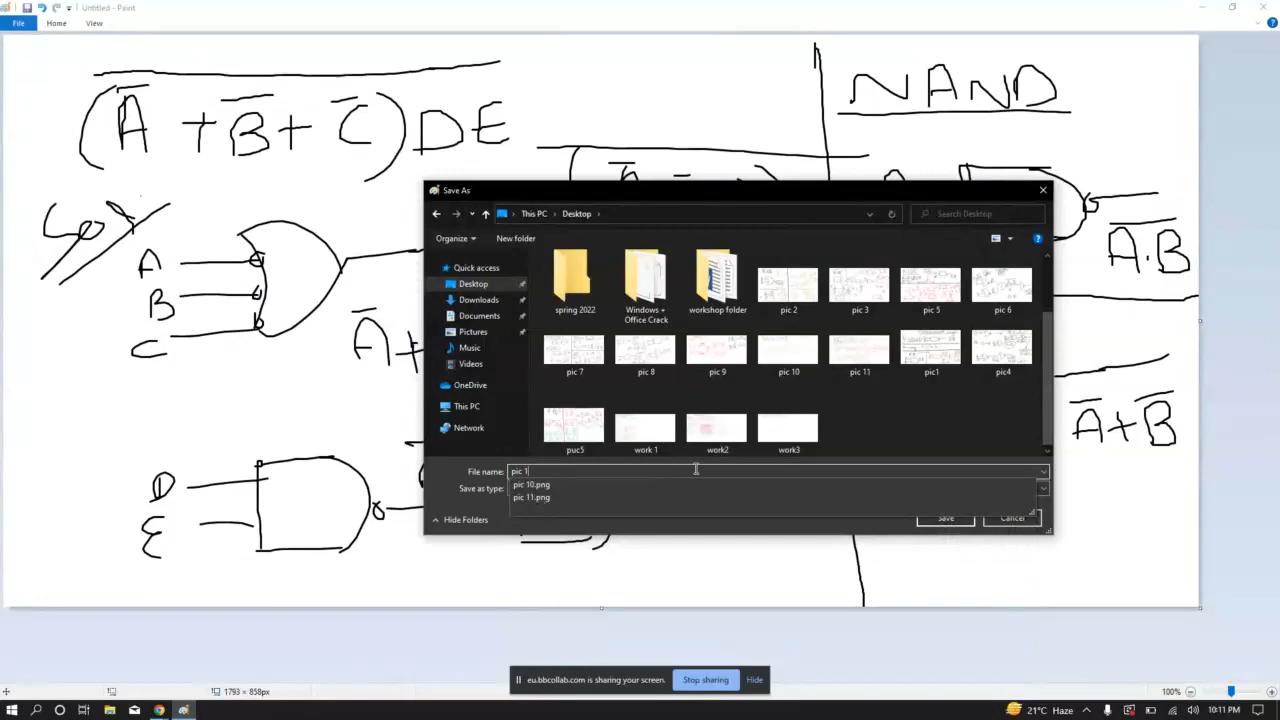 Untitled - Paint
File Home View
(A̅ + B̅ + C̅) DE
NAND
Sol
A
B
C
A̅+
D
E
A̅.B̅
A̅+B̅
Save As
This PC Desktop
Search Desktop
Organize New folder
Quick access
Desktop
Downloads
Documents
Pictures
Music
Videos
OneDrive
This PC
Network
spring 2022
Windows + Office Crack
workshop folder
pic 2
pic 3
pic 5
pic 6
pic 7
pic 8
pic 9
pic 10
pic 11
pic1
pic4
puc5
work 1
work2
work3
File name: pic 1
pic 10.png
pic 11.png
Save as type:
Hide Folders
Save Cancel
eu.bbcollab.com is sharing your screen. Stop sharing Hide
1793 × 858px
100%
21°C Haze
10:11 PM